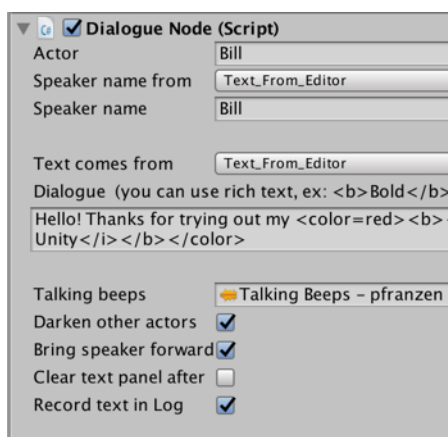 Dialogue Node (Script)
Actor Bill
Speaker name from Text_From_Editor
Speaker name Bill
Text comes from Text_From_Editor
Dialogue (you can use rich text, ex: <b>Bold</b>
Hello! Thanks for trying out my <color=red><b><
Unity</i></b></color>
Talking beeps Talking Beeps - pfranzen
Darken other actors
Bring speaker forward
Clear text panel after
Record text in Log